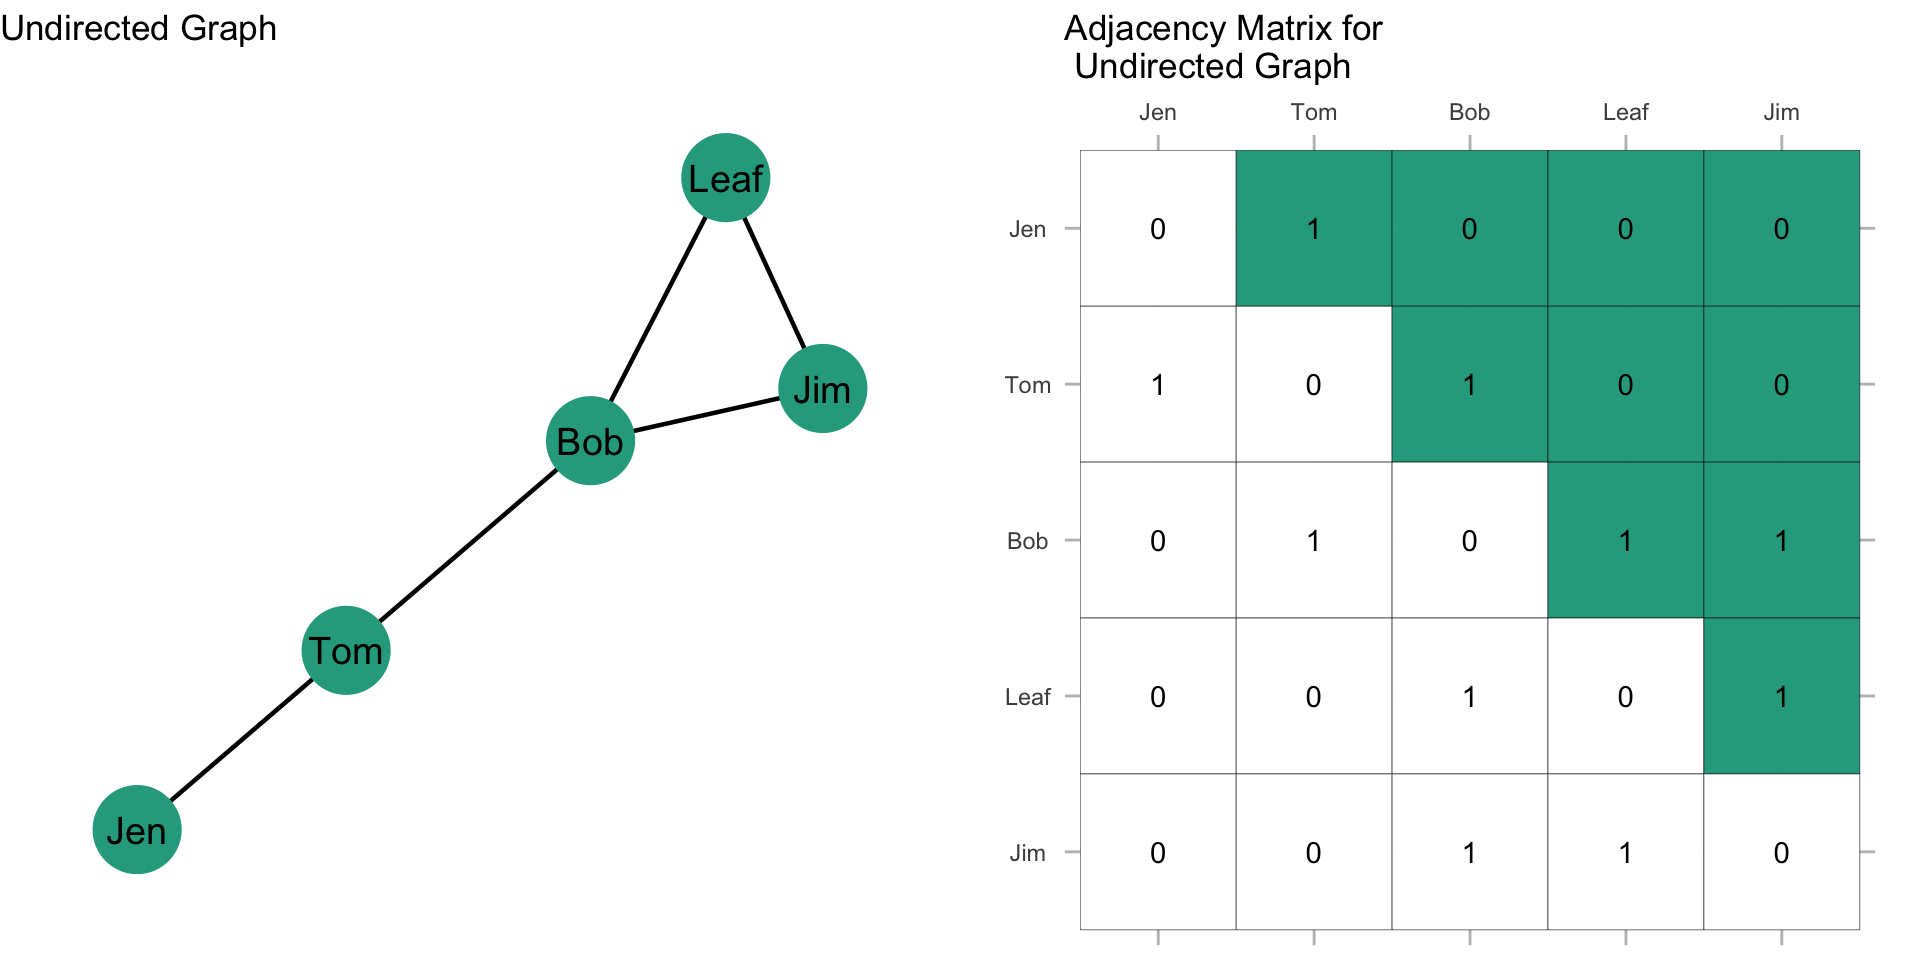 Undirected Graph
Leaf
Jim
Bob
Tom
Jen
Adjacency Matrix for
Undirected Graph
Jen Tom Bob Leaf Jim
Jen 0 1 0 0 0
Tom 1 0 1 0 0
Bob 0 1 0 1 1
Leaf 0 0 1 0 1
Jim 0 0 1 1 0